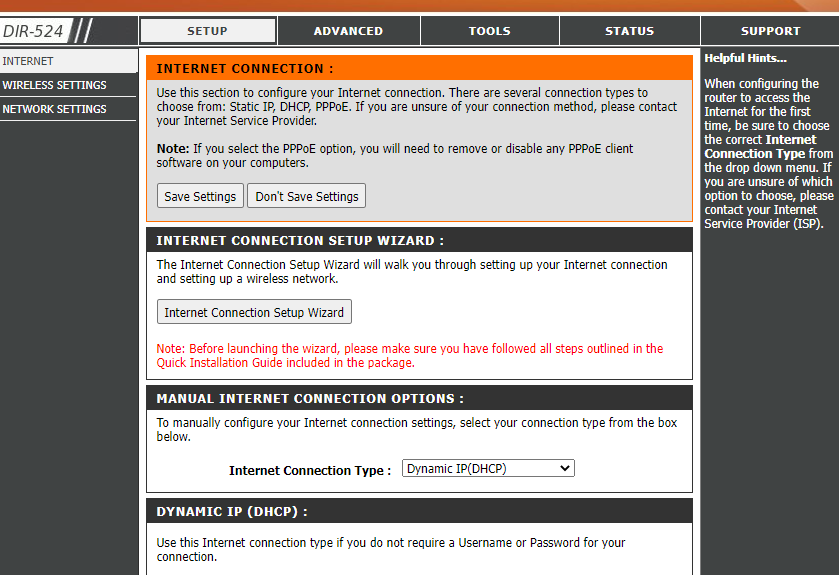 DIR-524
SETUP
ADVANCED
TOOLS
STATUS
SUPPORT
INTERNET
WIRELESS SETTINGS
NETWORK SETTINGS
INTERNET CONNECTION :
Use this section to configure your Internet connection. There are several connection types to
choose from: Static IP, DHCP, PPPoE. If you are unsure of your connection method, please contact
your Internet Service Provider.
Note: If you select the PPPoE option, you will need to remove or disable any PPPoE client
software on your computers.
Save Settings
Don't Save Settings
INTERNET CONNECTION SETUP WIZARD :
The Internet Connection Setup Wizard will walk you through setting up your Internet connection
and setting up a wireless network.
Internet Connection Setup Wizard
Note: Before launching the wizard, please make sure you have followed all steps outlined in the
Quick Installation Guide included in the package.
MANUAL INTERNET CONNECTION OPTIONS :
To manually configure your Internet connection settings, select your connection type from the box
below.
Internet Connection Type :
Dynamic IP(DHCP)
DYNAMIC IP (DHCP) :
Use this Internet connection type if you do not require a Username or Password for your
connection.
Helpful Hints...
When configuring the
router to access the
Internet for the first
time, be sure to choose
the correct Internet
Connection Type from
the drop down menu. If
you are unsure of which
option to choose, please
contact your Internet
Service Provider (ISP).